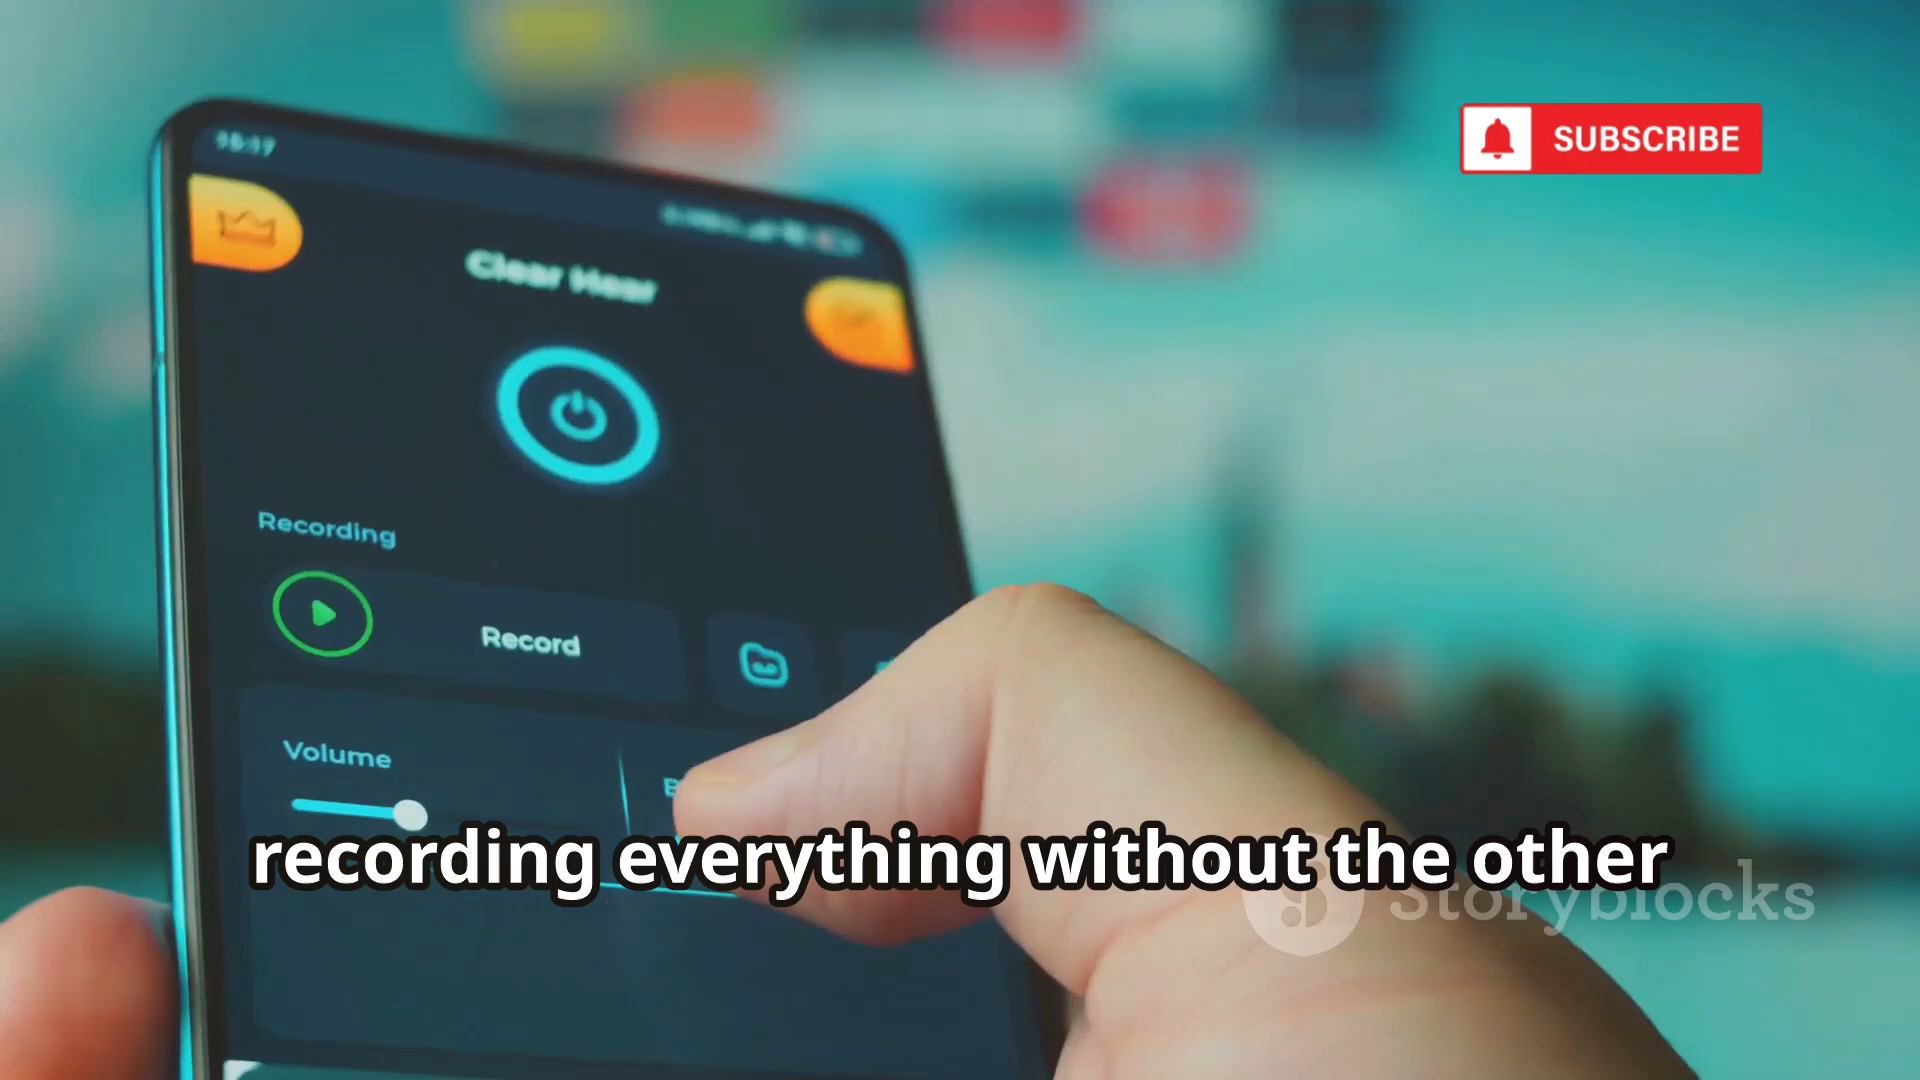 SUBSCRIBE
Clear Hear
Recording
Record
Volume
recording everything without the other
Storyblocks